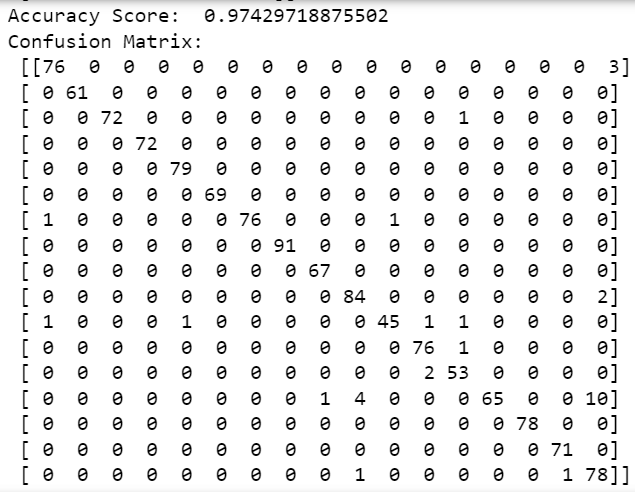 Accuracy Score:  0.97429718875502
Confusion Matrix:
 [[76  0  0  0  0  0  0  0  0  0  0  0  0  0  0  0  3]
 [ 0 61  0  0  0  0  0  0  0  0  0  0  0  0  0  0  0]
 [ 0  0 72  0  0  0  0  0  0  0  0  0  1  0  0  0  0]
 [ 0  0  0 72  0  0  0  0  0  0  0  0  0  0  0  0  0]
 [ 0  0  0  0 79  0  0  0  0  0  0  0  0  0  0  0  0]
 [ 0  0  0  0  0 69  0  0  0  0  0  0  0  0  0  0  0]
 [ 1  0  0  0  0  0 76  0  0  0  1  0  0  0  0  0  0]
 [ 0  0  0  0  0  0  0 91  0  0  0  0  0  0  0  0  0]
 [ 0  0  0  0  0  0  0  0 67  0  0  0  0  0  0  0  0]
 [ 0  0  0  0  0  0  0  0  0 84  0  0  0  0  0  0  2]
 [ 1  0  0  0  1  0  0  0  0  0 45  1  1  0  0  0  0]
 [ 0  0  0  0  0  0  0  0  0  0  0 76  1  0  0  0  0]
 [ 0  0  0  0  0  0  0  0  0  0  0  2 53  0  0  0  0]
 [ 0  0  0  0  0  0  0  0  1  4  0  0  0 65  0  0 10]
 [ 0  0  0  0  0  0  0  0  0  0  0  0  0  0 78  0  0]
 [ 0  0  0  0  0  0  0  0  0  0  0  0  0  0  0 71  0]
 [ 0  0  0  0  0  0  0  0  0  1  0  0  0  0  0  1 78]]